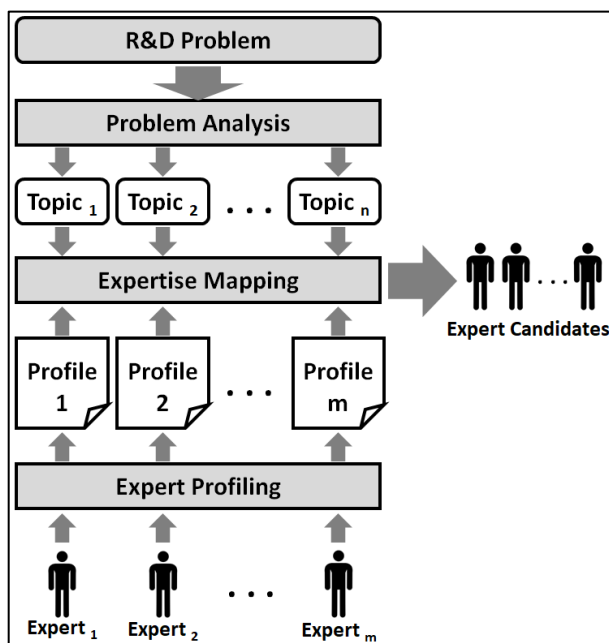 R&D Problem
Problem Analysis
Topic 1 Topic 2 . . . Topic n
Expertise Mapping
. . .
Expert Candidates
Profile 1 Profile 2 . . . Profile m
Expert Profiling
. . .
Expert 1 Expert 2 Expert m